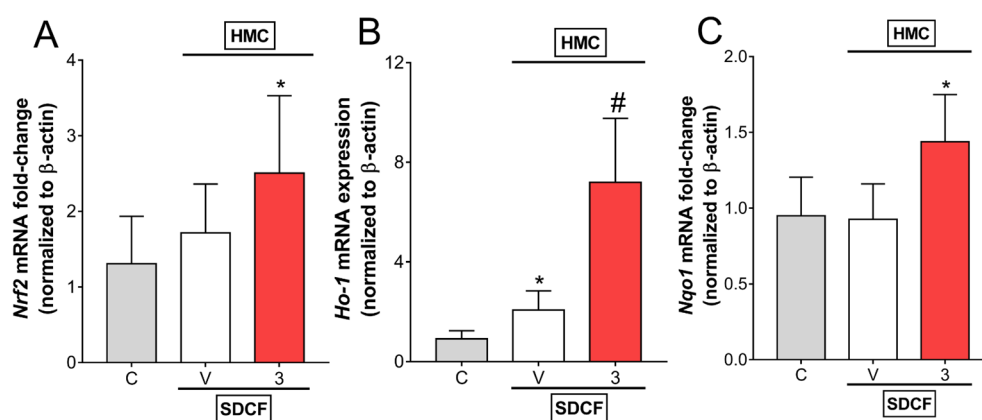 A
HMC
Nrf2 mRNA fold-change
(normalized to β-actin)
4
3
2
1
0
*
C
V
3
SDCF
B
HMC
Ho-1 mRNA expression
(normalized to β-actin)
12
8
4
0
*
#
C
V
3
SDCF
C
HMC
Nqo1 mRNA fold-change
(normalized to β-actin)
2.0
1.5
1.0
0.5
0.0
*
C
V
3
SDCF